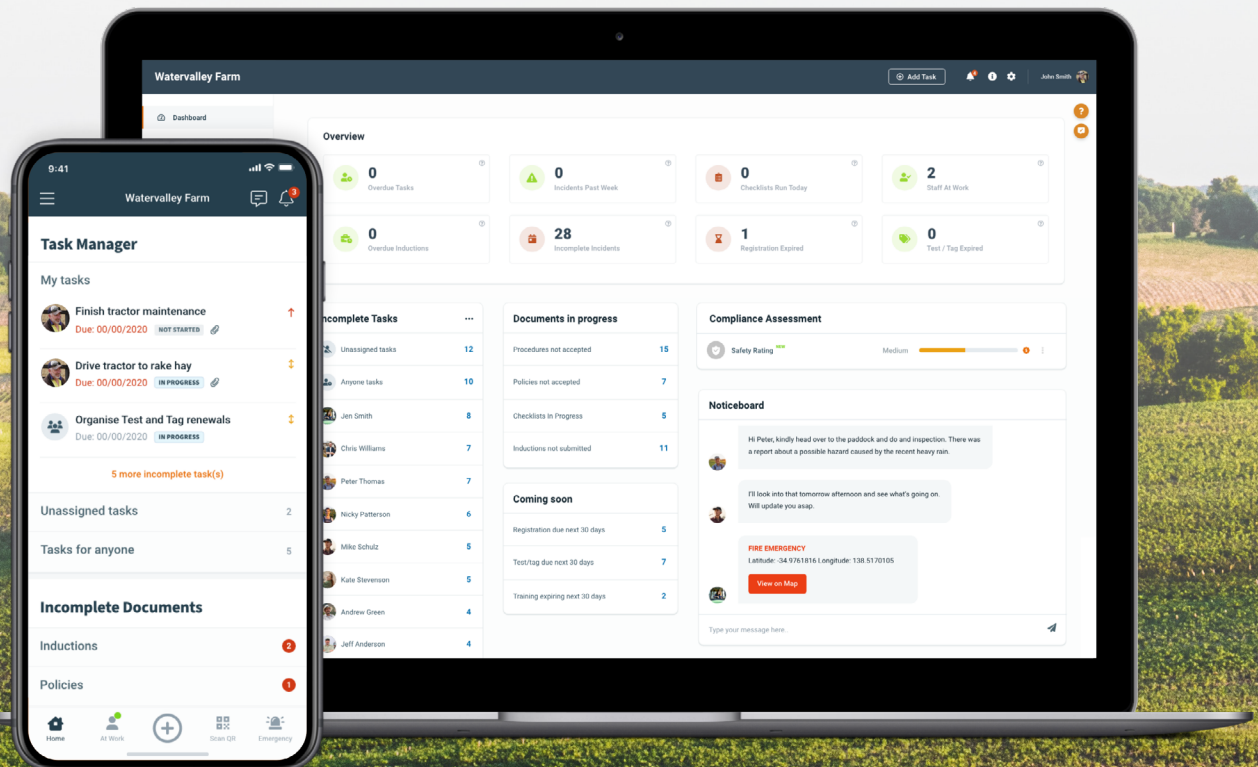 Watervalley Farm
Add Task
John Smith
Dashboard
Overview
0
Overdue Tasks
0
Incidents Past Week
0
Checklists Run Today
2
Staff At Work
0
Overdue Inductions
28
Incomplete Incidents
1
Registration Expired
0
Test / Tag Expired
ncomplete Tasks
Unassigned tasks 12
Anyone tasks 10
Jen Smith 8
Chris Williams 7
Peter Thomas 7
Nicky Patterson 6
Mike Schulz 5
Kate Stevenson 5
Andrew Green 4
Jeff Anderson 4
Documents in progress
Procedures not accepted 15
Policies not accepted 7
Checklists In Progress 5
Inductions not submitted 11
Coming soon
Registration due next 30 days 5
Test/tag due next 30 days 7
Training expiring next 30 days 2
Compliance Assessment
Safety Rating NEW Medium
Noticeboard
Hi Peter, kindly head over to the paddock and do and inspection. There was
a report about a possible hazard caused by the recent heavy rain.
I'll look into that tomorrow afternoon and see what's going on.
Will update you asap.
FIRE EMERGENCY
Latitude: -34.9761816 Longitude: 138.5170105
View on Map
Type your message here.
9:41
Watervalley Farm
3
Task Manager
My tasks
Finish tractor maintenance
Due: 00/00/2020 NOT STARTED
Drive tractor to rake hay
Due: 00/00/2020 IN PROGRESS
Organise Test and Tag renewals
Due: 00/00/2020 IN PROGRESS
5 more incomplete task(s)
Unassigned tasks 2
Tasks for anyone 5
Incomplete Documents
Inductions 2
Policies 1
Home
At Work
Scan QR
Emergency